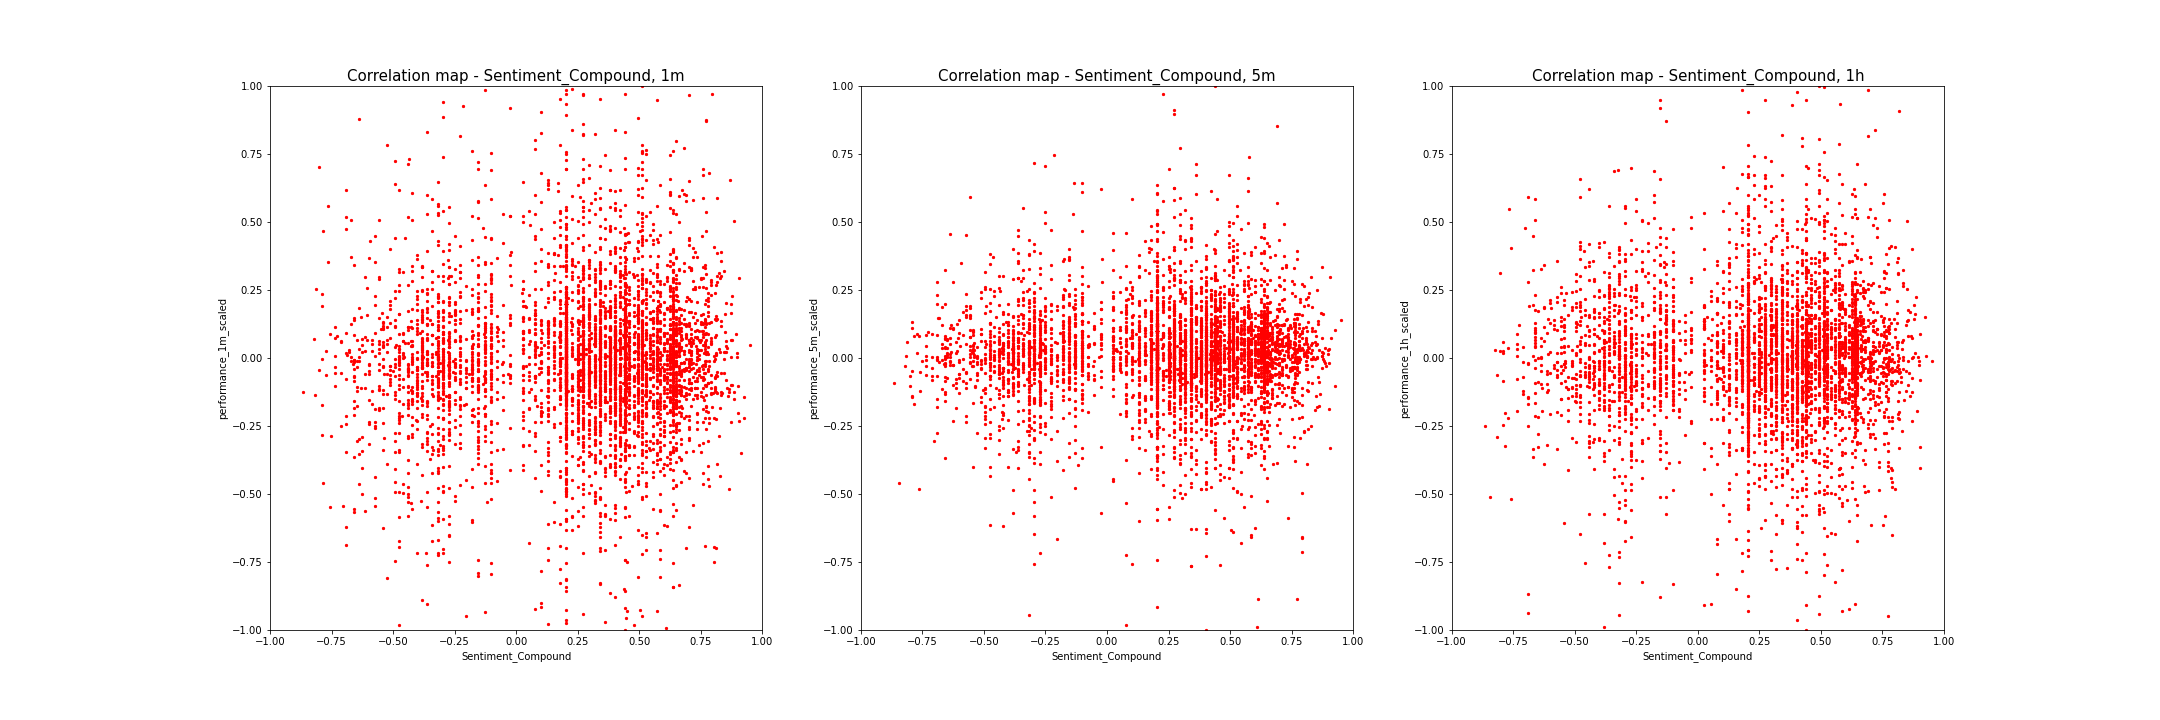 Correlation map - Sentiment_Compound, 1m
1.00
0.75
0.50
0.25
0.00
−0.25
−0.50
−0.75
−1.00
performance_1m_scaled
−1.00 −0.75 −0.50 −0.25 0.00 0.25 0.50 0.75 1.00
Sentiment_Compound
Correlation map - Sentiment_Compound, 5m
1.00
0.75
0.50
0.25
0.00
−0.25
−0.50
−0.75
−1.00
performance_5m_scaled
−1.00 −0.75 −0.50 −0.25 0.00 0.25 0.50 0.75 1.00
Sentiment_Compound
Correlation map - Sentiment_Compound, 1h
1.00
0.75
0.50
0.25
0.00
−0.25
−0.50
−0.75
−1.00
performance_1h_scaled
−1.00 −0.75 −0.50 −0.25 0.00 0.25 0.50 0.75 1.00
Sentiment_Compound